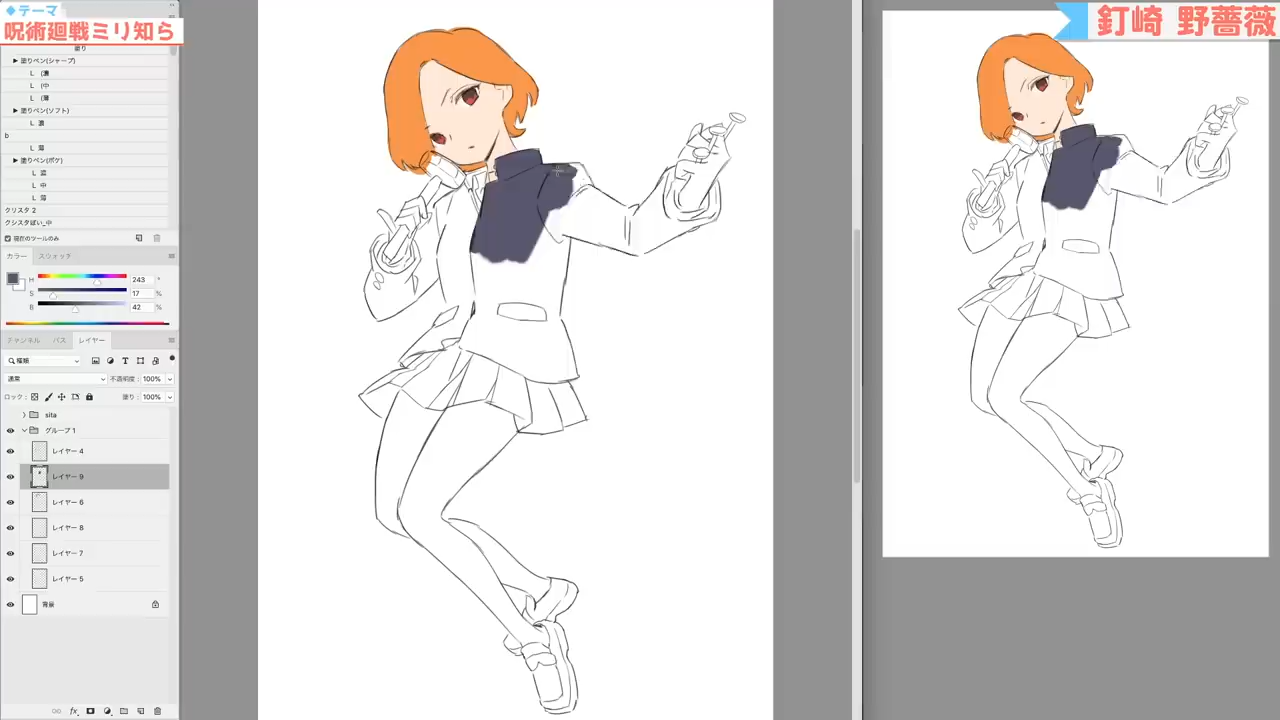 ◆テーマ
呪術廻戦ミリ知ら
釘崎 野薔薇
塗り
▶ 塗りペン(シャープ)
L (濃
L (中
L (薄
▶ 塗りペン(ソフト)
L 濃
b
▶ 塗りペン(ボケ)
L 中
L 薄
クリスタ 2
現在のツールのみ
カラー スウォッチ
H 243 °
S 17 %
B 42 %
チャンネル パス レイヤー
種類
通常 不透明度: 100%
ロック: 塗り: 100%
sita
グループ 1
レイヤー 4
レイヤー 9
レイヤー 6
レイヤー 8
レイヤー 7
レイヤー 5
背景
fx